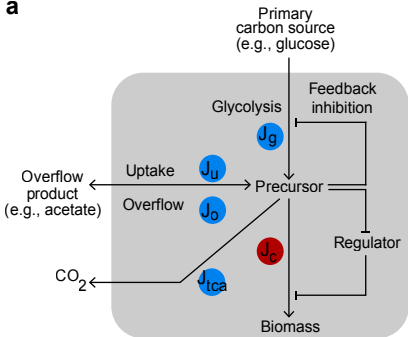 a
Primary
carbon source
(e.g., glucose)
Feedback
inhibition
Glycolysis
Jg
Uptake
Ju
Overflow
product
(e.g., acetate)
Precursor
Overflow
Jo
Regulator
Jc
CO2
Jtca
Biomass